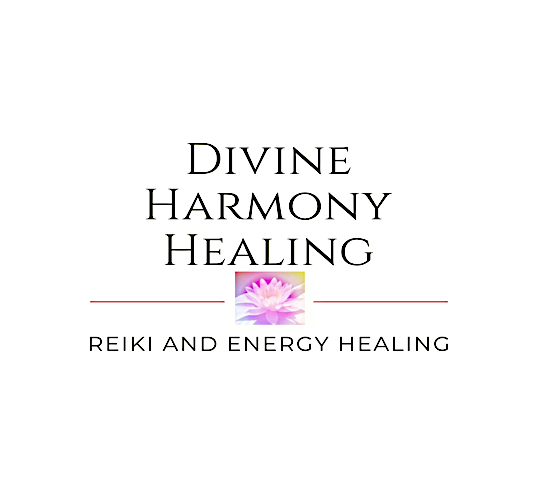 Divine
Harmony
Healing
REIKI AND ENERGY HEALING